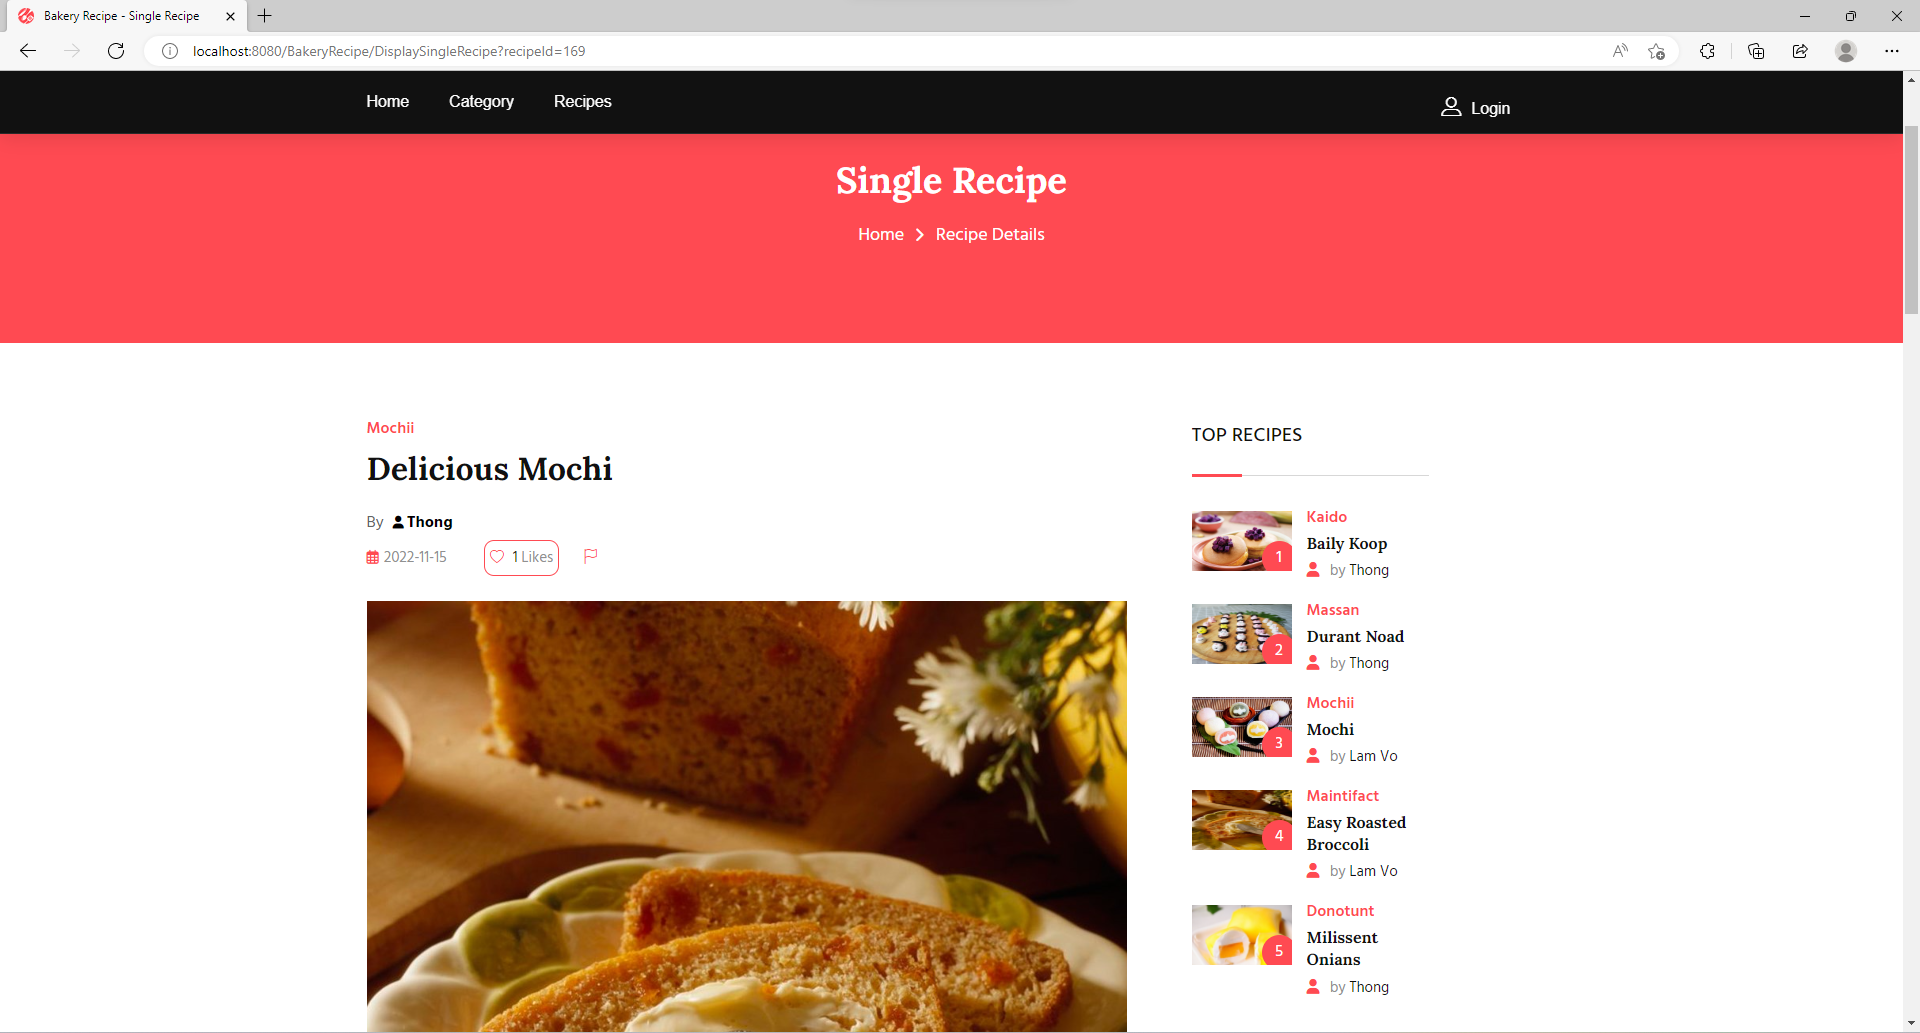 Bakery Recipe - Single Recipe
localhost:8080/BakeryRecipe/DisplaySingleRecipe?recipeId=169
Home Category Recipes Login
Single Recipe
Home Recipe Details
Mochii
Delicious Mochi
By Thong
2022-11-15 1 Likes
TOP RECIPES
1
Kaido
Baily Koop
by Thong
2
Massan
Durant Noad
by Thong
3
Mochii
Mochi
by Lam Vo
4
Maintifact
Easy Roasted
Broccoli
by Lam Vo
5
Donotunt
Milissent
Onians
by Thong